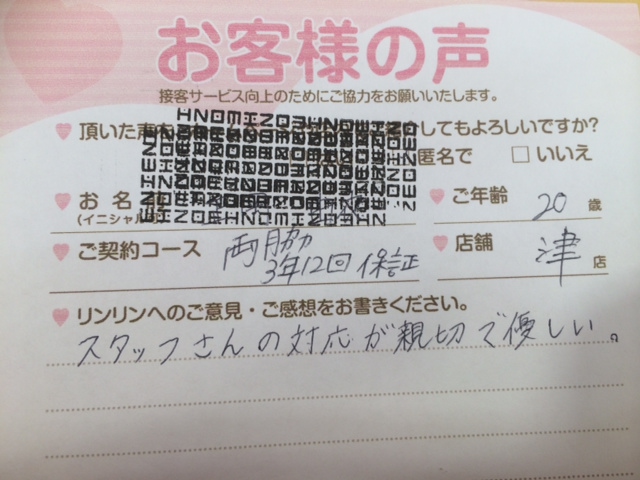 お客様の声
接客サービス向上のためにご協力をお願いいたします。
頂いた声 してもよろしいですか?
匿名で □ いいえ
お名
(イニシャル
ご年齢 20 歳
ご契約コース 両脇 3年12回 保証
店舗 津 店
リンリンへのご意見・ご感想をお書きください。
スタッフさんの対応が親切で優しい。